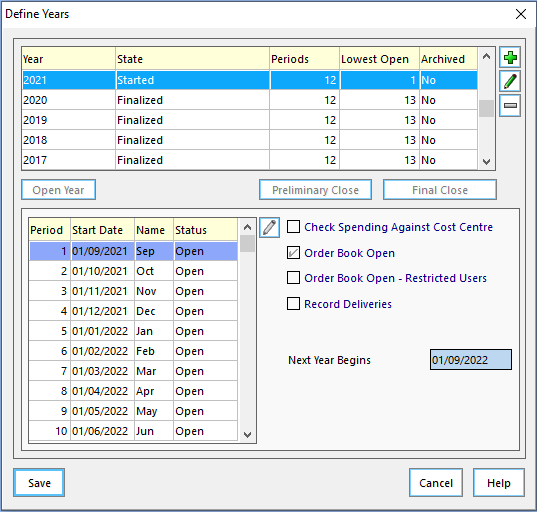 Define Years
Year State Periods Lowest Open Archived
2021 Started 12 1 No
2020 Finalized 12 13 No
2019 Finalized 12 13 No
2018 Finalized 12 13 No
2017 Finalized 12 13 No
Open Year Preliminary Close Final Close
Period Start Date Name Status
1 01/09/2021 Sep Open
2 01/10/2021 Oct Open
3 01/11/2021 Nov Open
4 01/12/2021 Dec Open
5 01/01/2022 Jan Open
6 01/02/2022 Feb Open
7 01/03/2022 Mar Open
8 01/04/2022 Apr Open
9 01/05/2022 May Open
10 01/06/2022 Jun Open
Check Spending Against Cost Centre
Order Book Open
Order Book Open - Restricted Users
Record Deliveries
Next Year Begins 01/09/2022
Save Cancel Help